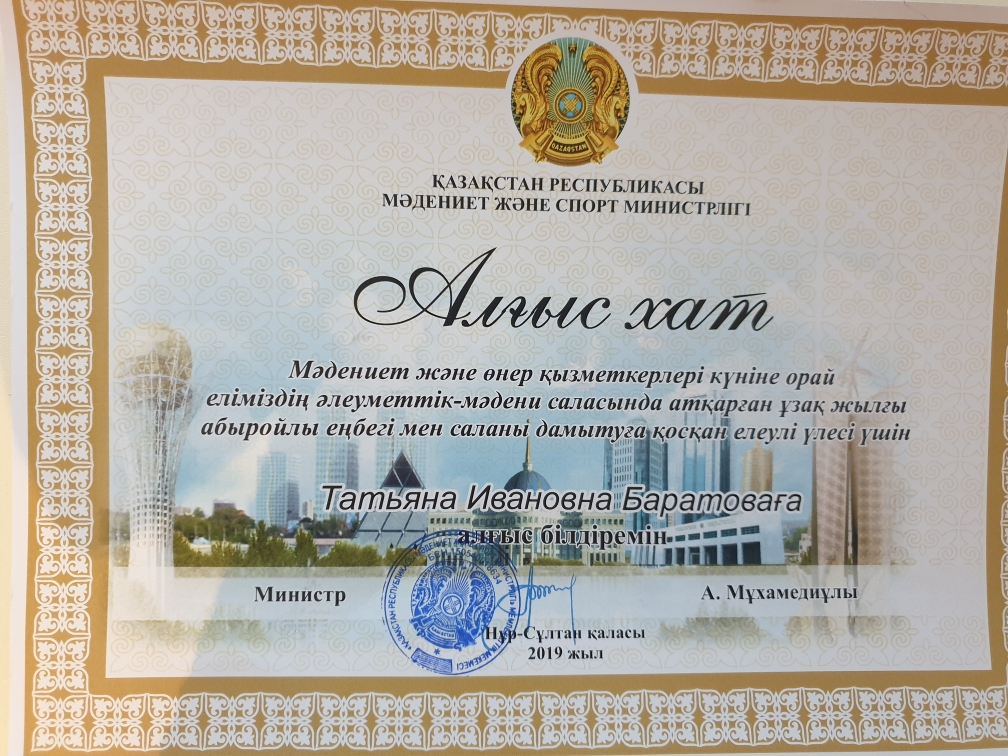 QAZAQSTAN
ҚАЗАҚСТАН РЕСПУБЛИКАСЫ
МӘДЕНИЕТ ЖӘНЕ СПОРТ МИНИСТРЛІГІ
Алғыс хат
Мәдениет және өнер қызметкерлері күніне орай
еліміздің әлеуметтік-мәдени саласында атқарған ұзақ жылғы
абыройлы еңбегі мен саланы дамытуға қосқан елеулі үлесі үшін
Татьяна Ивановна Баратоваға
алғыс білдіремін
Министр
А. Мұхамедиұлы
Нұр-Сұлтан қаласы
2019 жыл